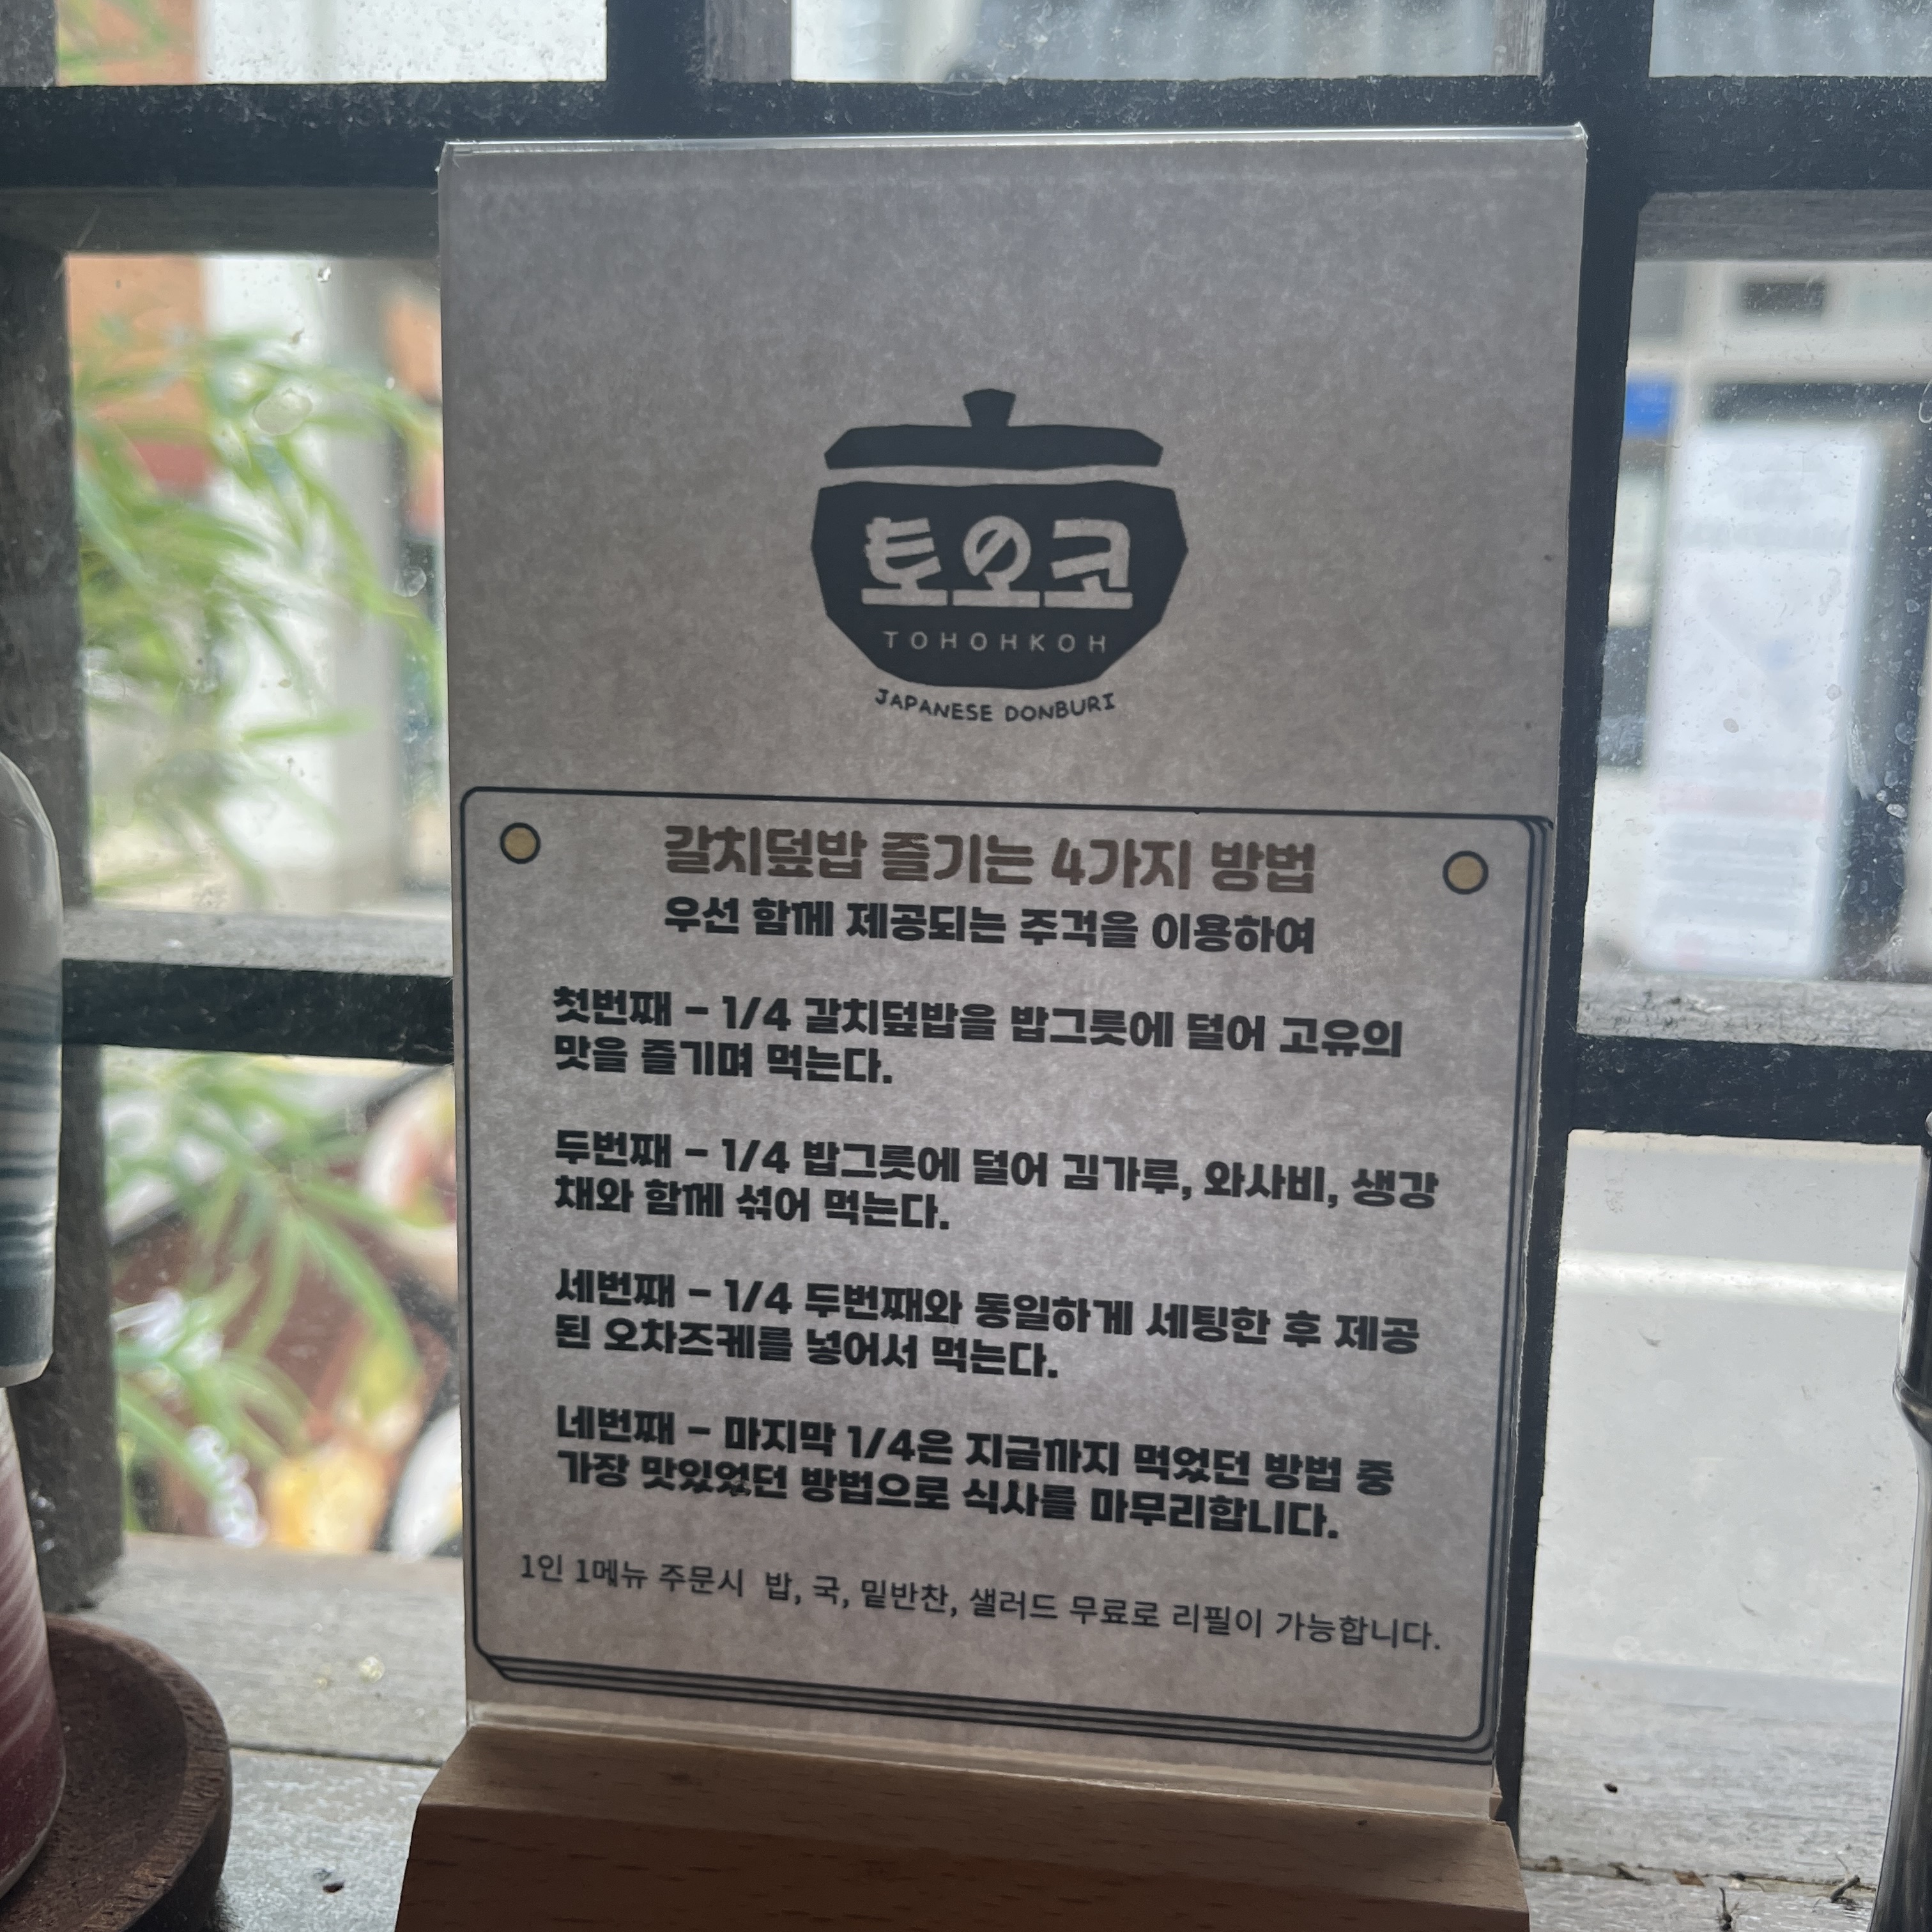 토오코
TOHOHKOH
JAPANESE DONBURI
갈치덮밥 즐기는 4가지 방법
우선 함께 제공되는 주걱을 이용하여
첫번째 - 1/4 갈치덮밥을 밥그릇에 덜어 고유의
맛을 즐기며 먹는다.
두번째 - 1/4 밥그릇에 덜어 김가루, 와사비, 생강
채와 함께 섞어 먹는다.
세번째 - 1/4 두번째와 동일하게 세팅한 후 제공
된 오차즈케를 넣어서 먹는다.
네번째 - 마지막 1/4은 지금까지 먹었던 방법 중
가장 맛있었던 방법으로 식사를 마무리합니다.
1인 1메뉴 주문시 밥, 국, 밑반찬, 샐러드 무료로 리필이 가능합니다.